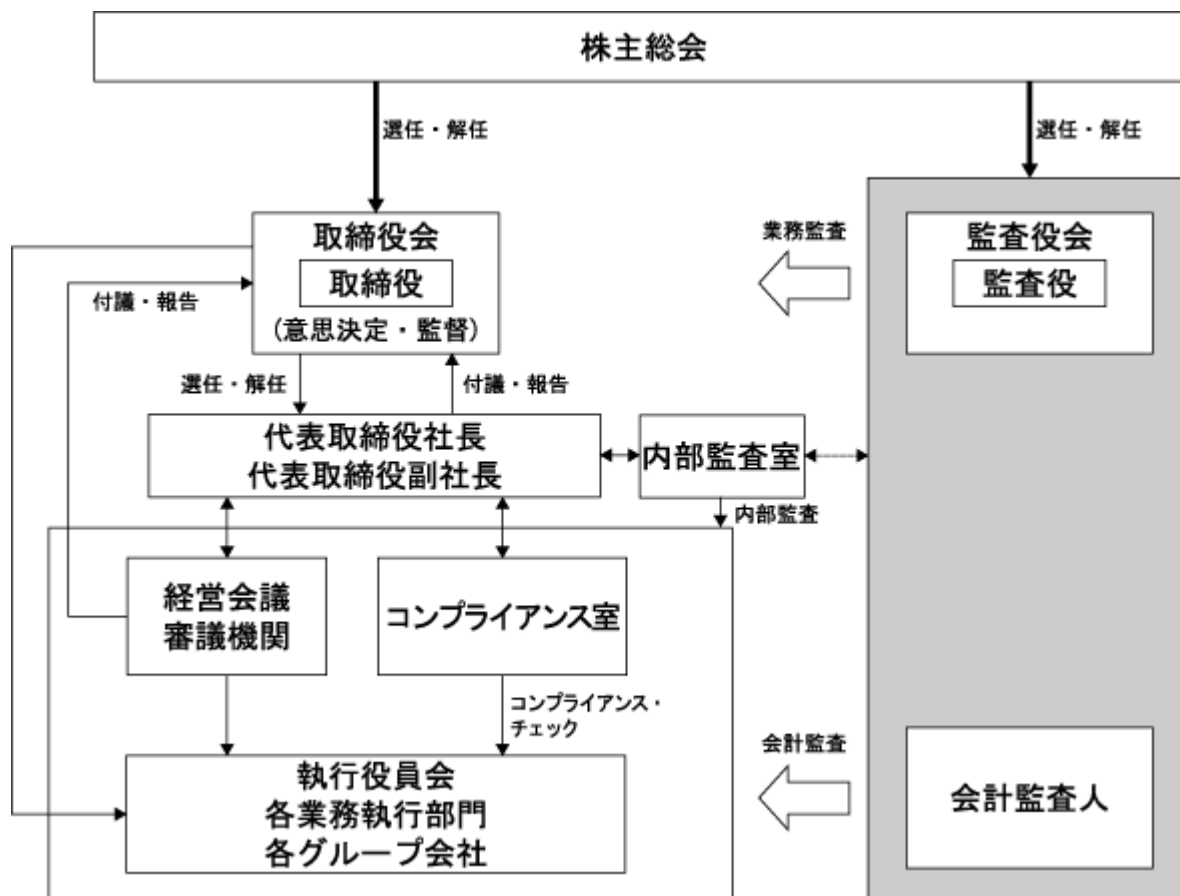 株主総会
選任・解任
選任・解任
取締役会
取締役
(意思決定・監督)
業務監査
監査役会
監査役
付議・報告
選任・解任
付議・報告
代表取締役社長
代表取締役副社長
内部監査室
内部監査
経営会議
審議機関
コンプライアンス室
コンプライアンス・
チェック
執行役員会
各業務執行部門
各グループ会社
会計監査
会計監査人